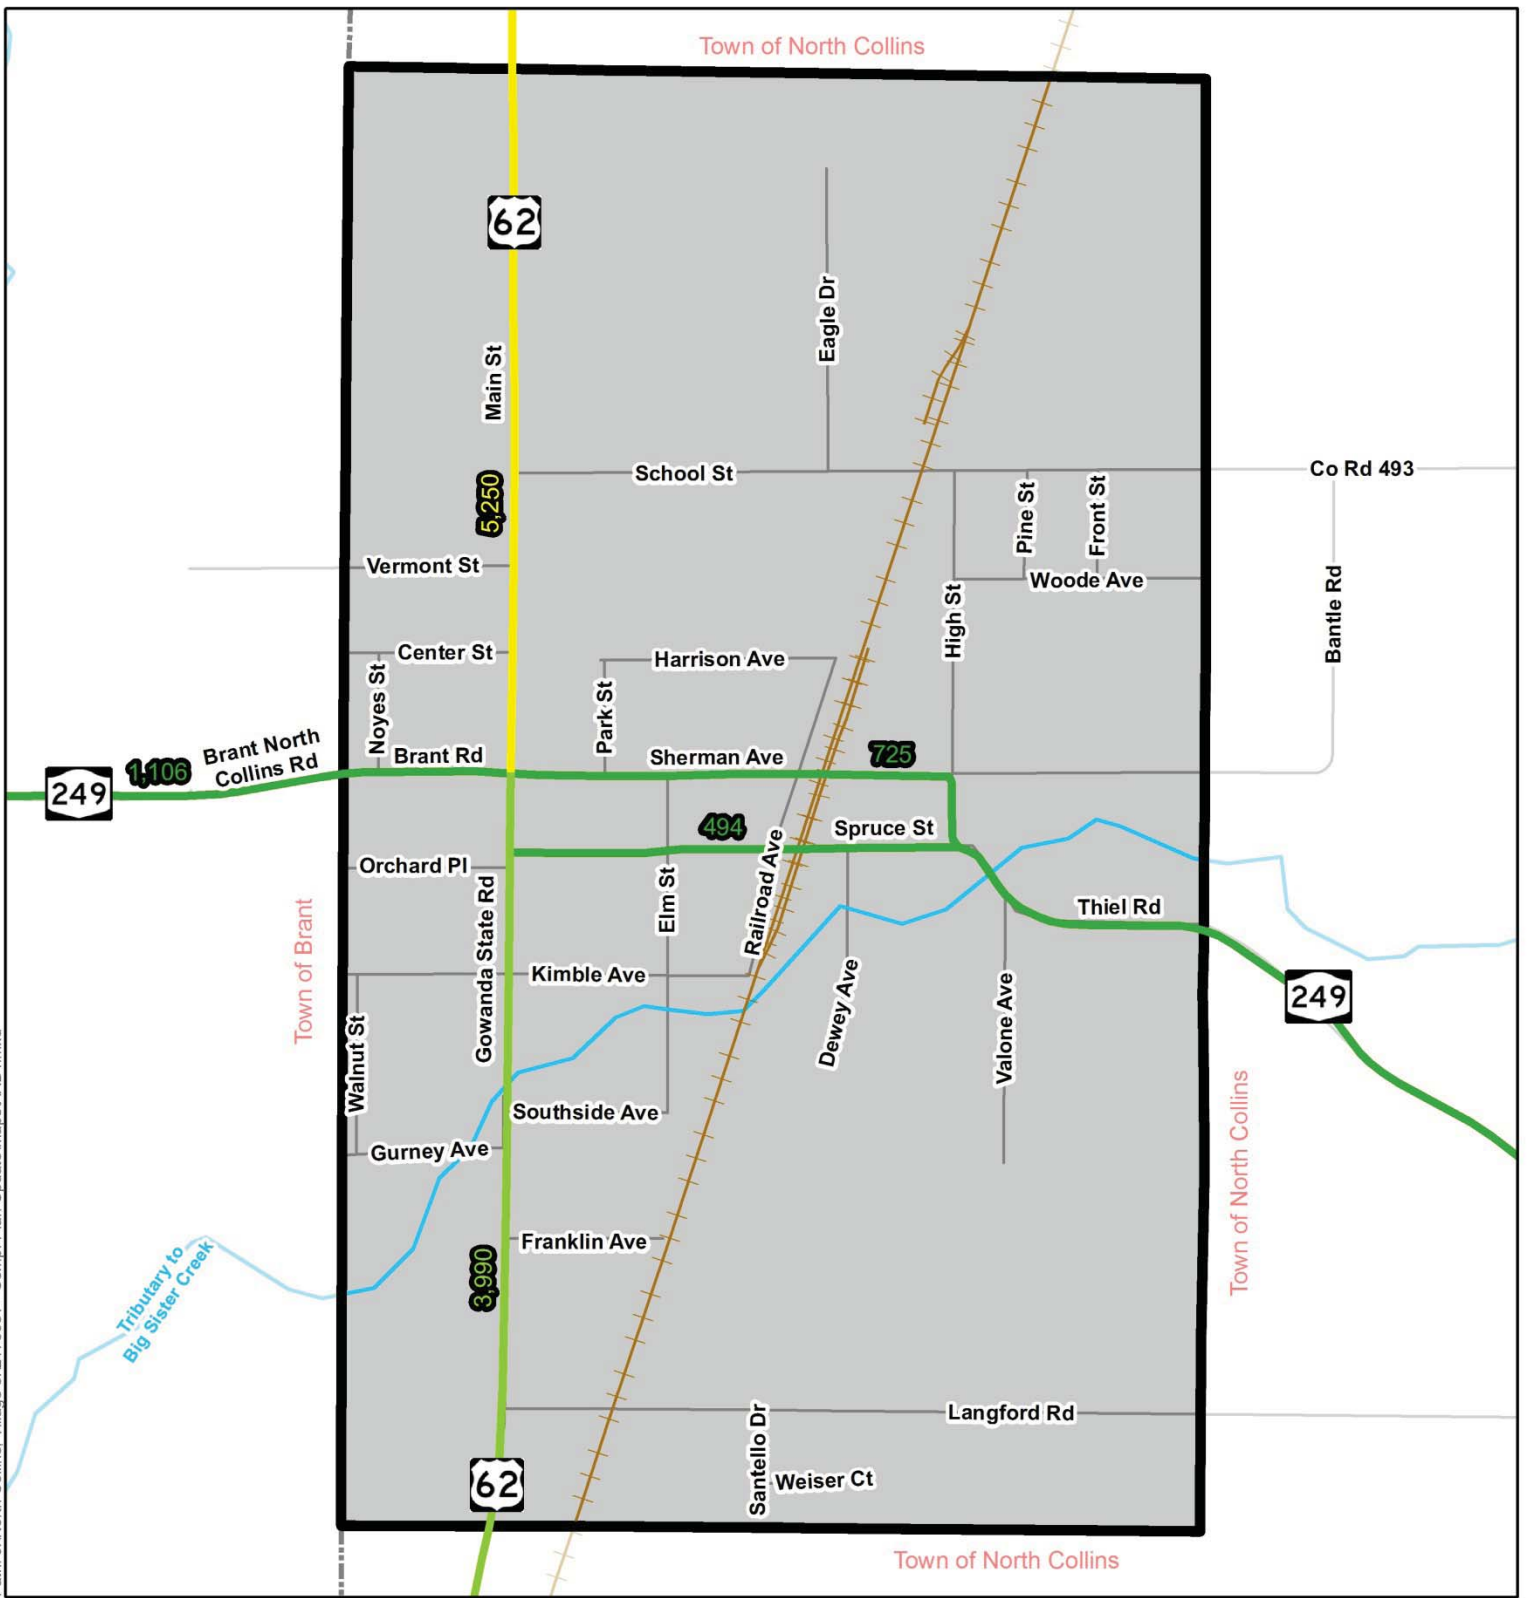 Town of North Collins
62
Eagle Dr
Main St
School St
Co Rd 493
5,250
Pine St
Front St
Vermont St
Woode Ave
High St
Bantle Rd
Center St
Harrison Ave
Noyes St
Park St
Brant North
Collins Rd
Brant Rd
Sherman Ave
725
1,106
249
494
Spruce St
Orchard Pl
Elm St
Railroad Ave
Gowanda State Rd
Thiel Rd
Town of Brant
Kimble Ave
249
Walnut St
Dewey Ave
Valone Ave
Southside Ave
Gurney Ave
Town of North Collins
Franklin Ave
3,990
Tributary to
Big Sister Creek
Langford Rd
Santello Dr
Weiser Ct
62
Town of North Collins